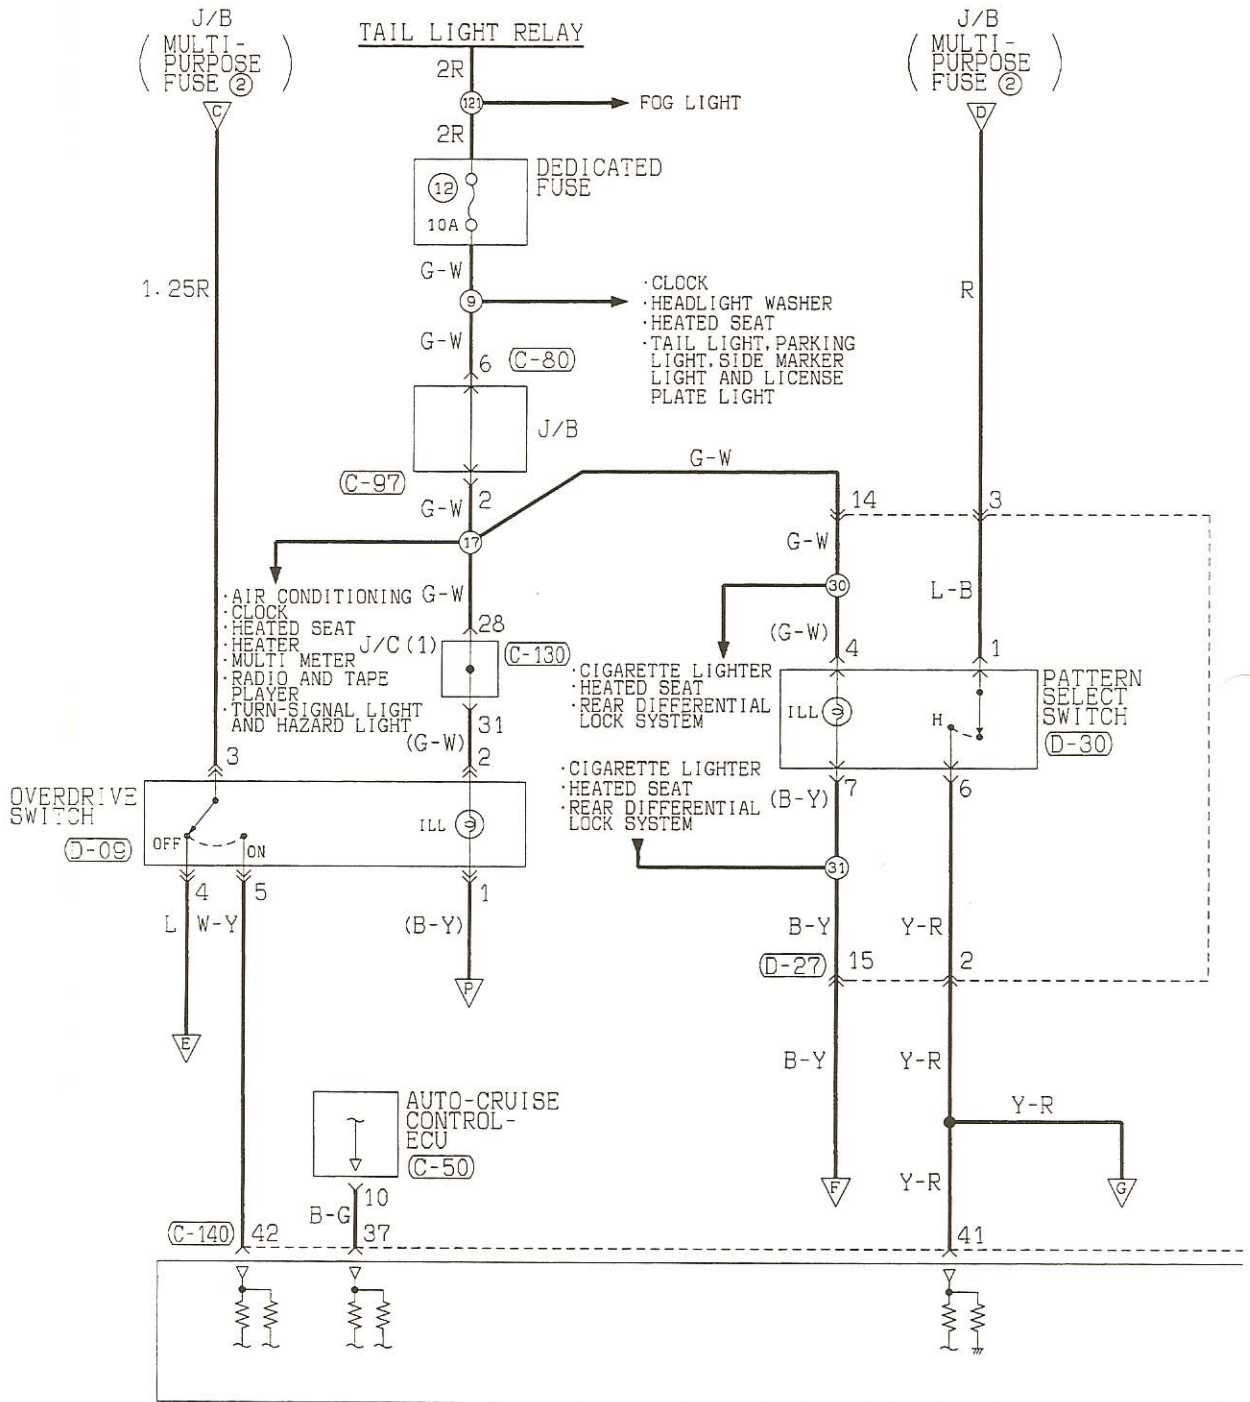 J/B
(MULTI-
PURPOSE
FUSE ②)
C
TAIL LIGHT RELAY
J/B
(MULTI-
PURPOSE
FUSE ②)
D
2R
121
FOG LIGHT
2R
DEDICATED
FUSE
12
10A
G-W
1.25R
R
9
·CLOCK
·HEADLIGHT WASHER
·HEATED SEAT
·TAIL LIGHT, PARKING
LIGHT, SIDE MARKER
LIGHT AND LICENSE
PLATE LIGHT
G-W
6
C-80
J/B
C-97
2
G-W
G-W
17
14
3
G-W
30
L-B
·AIR CONDITIONING
·CLOCK
·HEATED SEAT
·HEATER
·MULTI METER
·RADIO AND TAPE
PLAYER
·TURN-SIGNAL LIGHT
AND HAZARD LIGHT
G-W
28
J/C(1)
C-130
31
(G-W)
2
(G-W)
4
1
·CIGARETTE LIGHTER
·HEATED SEAT
·REAR DIFFERENTIAL
LOCK SYSTEM
ILL
H
PATTERN
SELECT
SWITCH
D-30
3
OVERDRIVE
SWITCH
D-09
OFF
ON
ILL
·CIGARETTE LIGHTER
·HEATED SEAT
·REAR DIFFERENTIAL
LOCK SYSTEM
(B-Y)
7
6
31
4
5
1
L
W-Y
(B-Y)
B-Y
Y-R
D-27
15
2
P
E
B-Y
Y-R
AUTO-CRUISE
CONTROL-
ECU
C-50
Y-R
10
B-G
F
Y-R
G
C-140
42
37
41